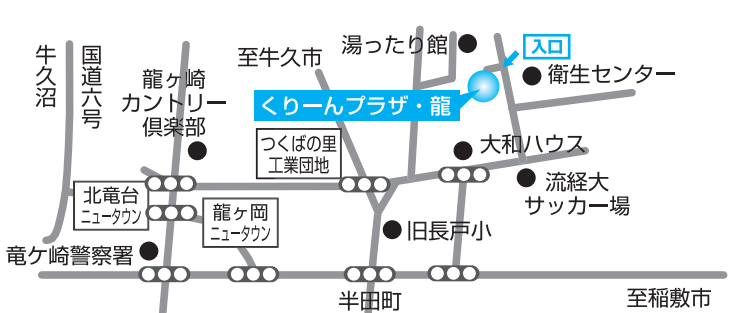 牛久沼
国道六号
龍ヶ崎
カントリー
倶楽部
至牛久市
湯ったり館
入口
衛生センター
くりーんプラザ・龍
つくばの里
工業団地
大和ハウス
流経大
サッカー場
北竜台
ニュータウン
龍ヶ岡
ニュータウン
旧長戸小
竜ケ崎警察署
半田町
至稲敷市